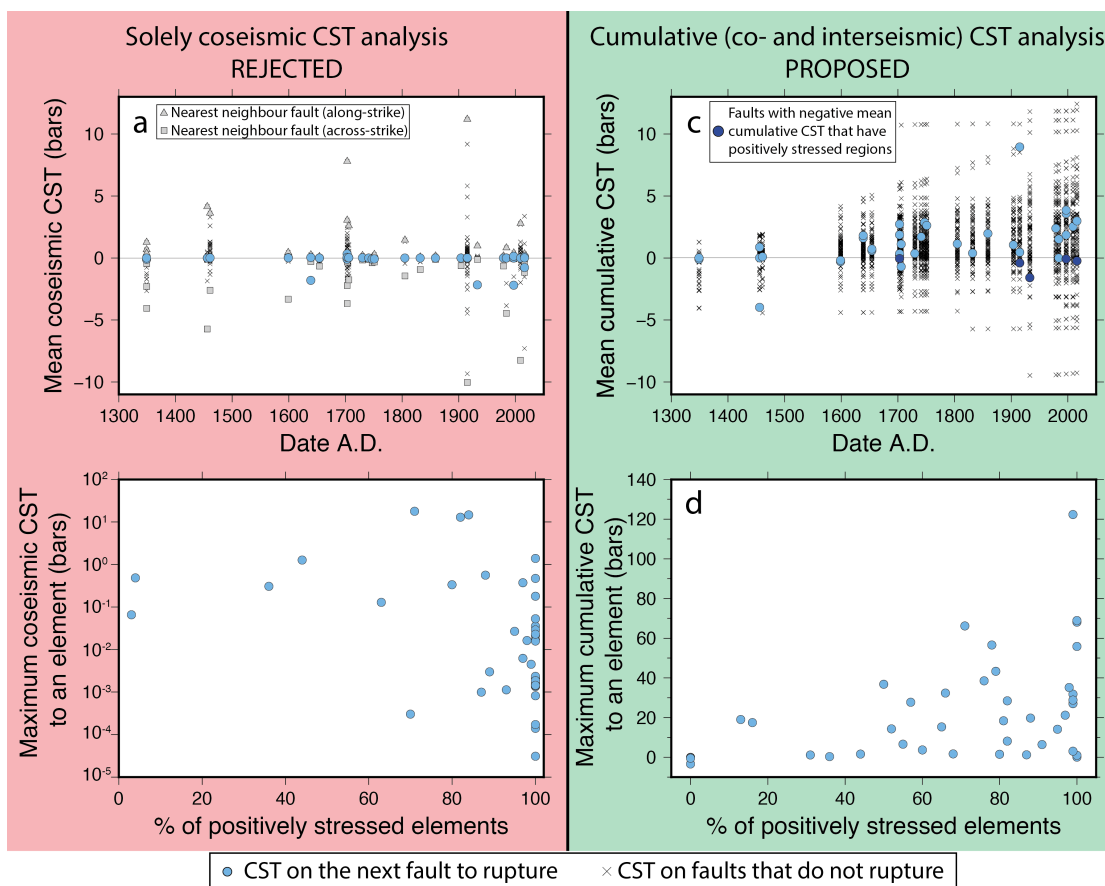 Solely coseismic CST analysis
REJECTED
Cumulative (co- and interseismic) CST analysis
PROPOSED
a
Nearest neighbour fault (along-strike)
Nearest neighbour fault (across-strike)
Mean coseismic CST (bars)
10
5
0
−5
−10
1300 1400 1500 1600 1700 1800 1900 2000
Date A.D.
c
Faults with negative mean
cumulative CST that have
positively stressed regions
Mean cumulative CST (bars)
10
5
0
−5
−10
1300 1400 1500 1600 1700 1800 1900 2000
Date A.D.
Maximum coseismic CST
to an element (bars)
10²
10¹
10⁰
10⁻¹
10⁻²
10⁻³
10⁻⁴
10⁻⁵
0 20 40 60 80 100
% of positively stressed elements
d
Maximum cumulative CST
to an element (bars)
140
120
100
80
60
40
20
0
0 20 40 60 80 100
% of positively stressed elements
CST on the next fault to rupture
CST on faults that do not rupture